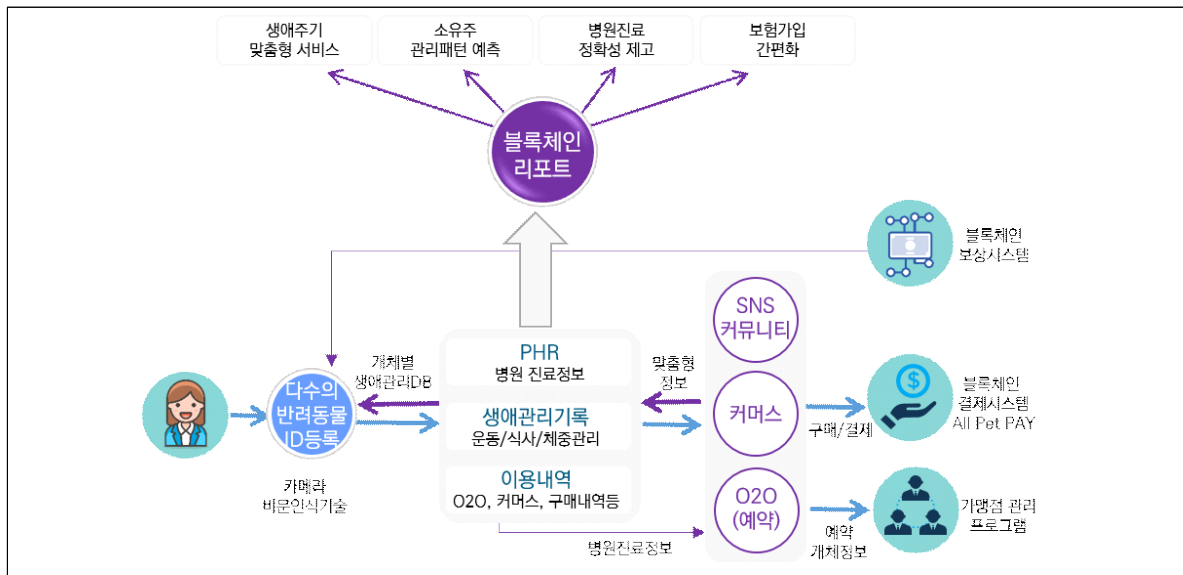 생애주기
맞춤형 서비스
소유주
관리패턴 예측
병원진료
정확성 제고
보험가입
간편화
블록체인
리포트
블록체인
보상시스템
SNS
커뮤니티
PHR
병원 진료정보
개체별
생애관리DB
맞춤형
정보
다수의
반려동물
ID등록
생애관리기록
운동/식사/체중관리
커머스
구매/결제
블록체인
결제시스템
All Pet PAY
이용내역
O2O, 커머스, 구매내역등
카메라
비문인식기술
O2O
(예약)
예약
개체정보
가맹점 관리
프로그램
병원진료정보